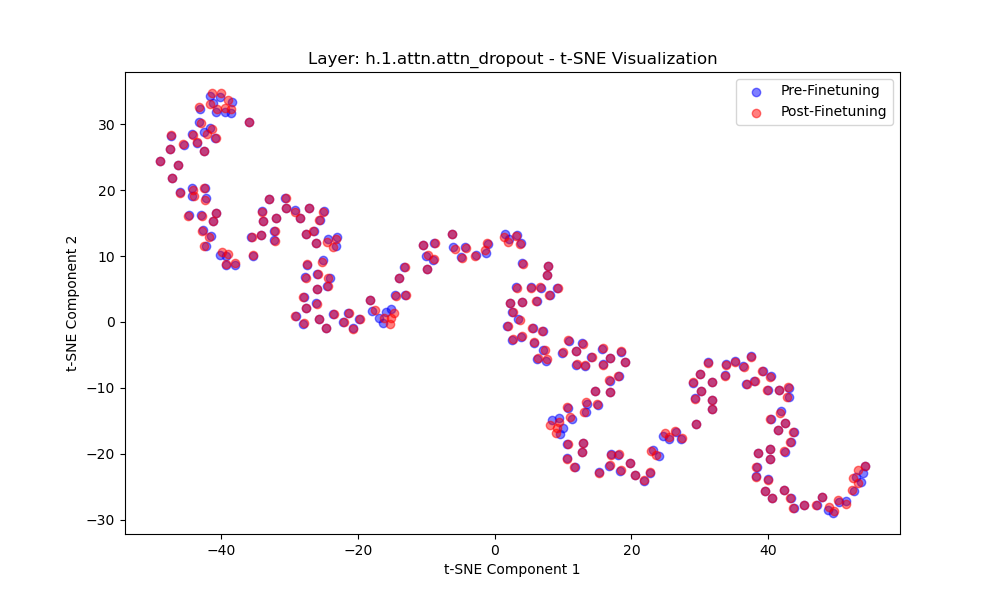 Layer: h.1.attn.attn_dropout - t-SNE Visualization
Pre-Finetuning
Post-Finetuning
t-SNE Component 2
30
20
10
0
−10
−20
−30
−40 −20 0 20 40
t-SNE Component 1